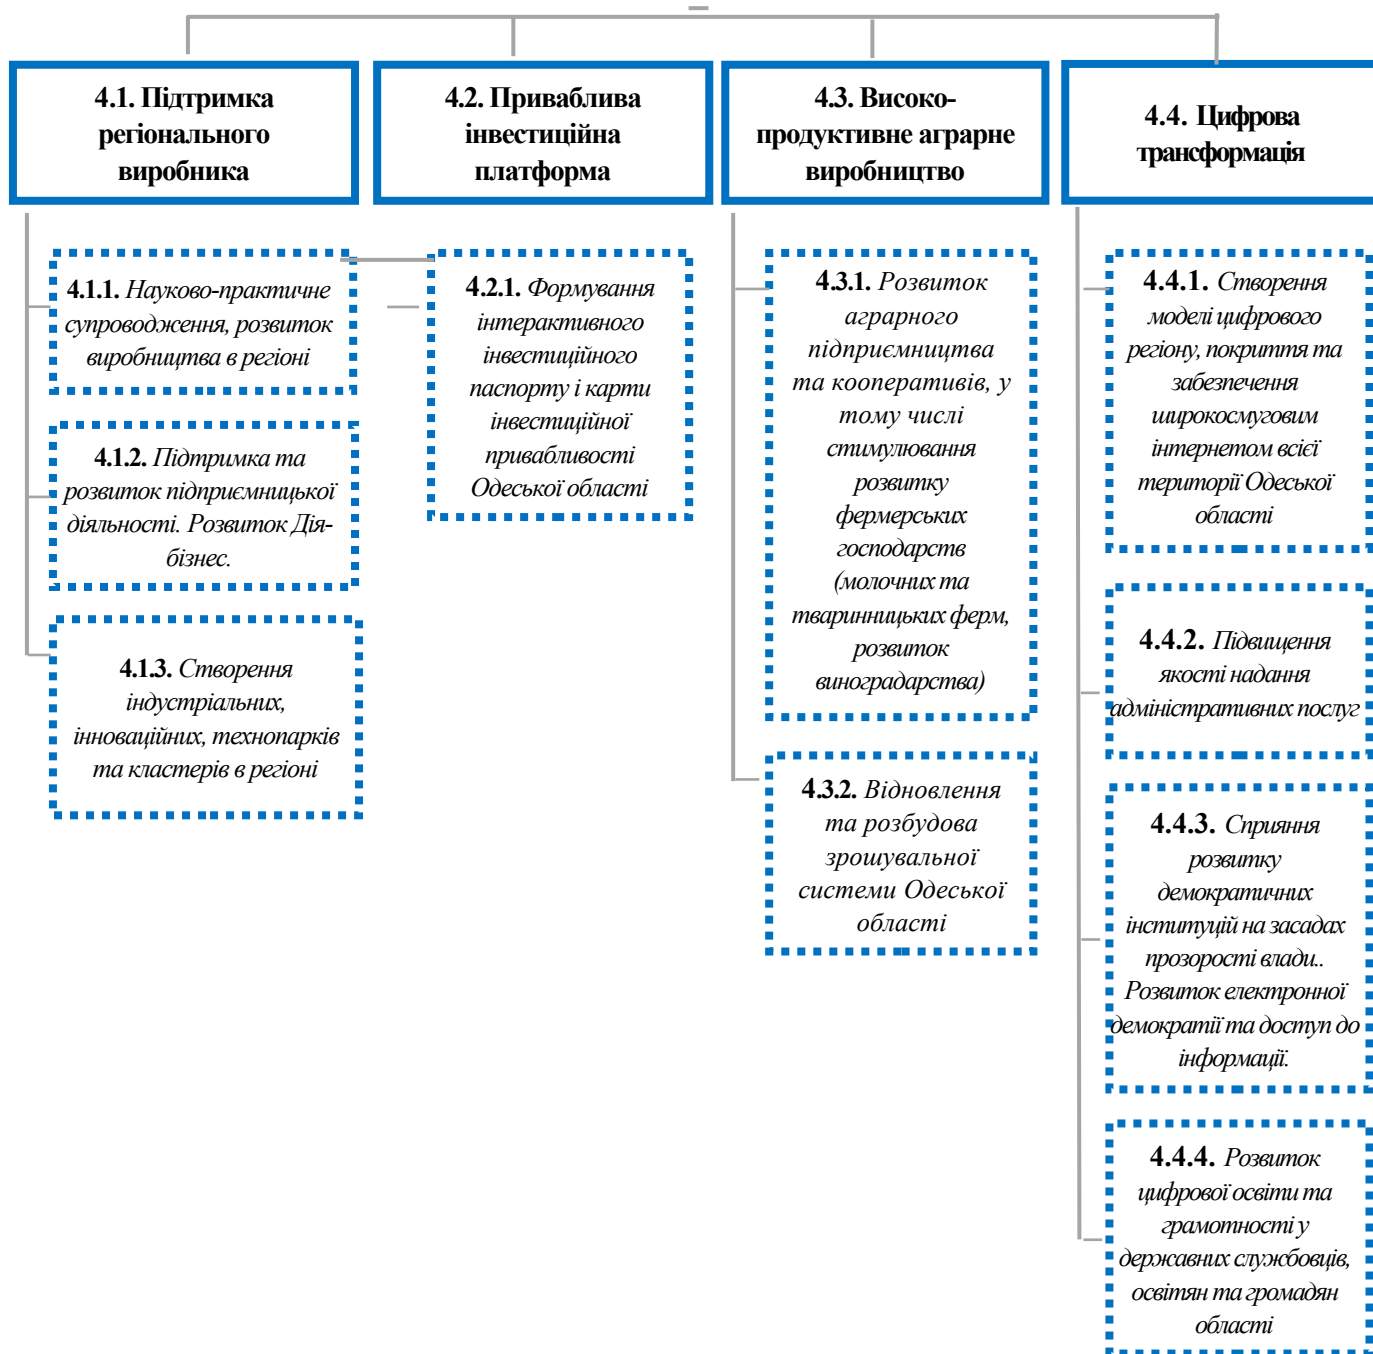 4.1. Підтримка
регіонального
виробника
4.1.1. Науково-практичне
супроводження, розвиток
виробництва в регіоні
4.1.2. Підтримка та
розвиток підприємницької
діяльності. Розвиток Дія-
бізнес.
4.1.3. Створення
індустріальних,
інноваційних, технопарків
та кластерів в регіоні
4.2. Приваблива
інвестиційна
платформа
4.2.1. Формування
інтерактивного
інвестиційного
паспорту і карти
інвестиційної
привабливості
Одеської області
4.3. Високо-
продуктивне аграрне
виробництво
4.3.1. Розвиток
аграрного
підприємництва
та кооперативів, у
тому числі
стимулювання
розвитку
фермерських
господарств
(молочних та
тваринницьких ферм,
розвиток
виноградарства)
4.3.2. Відновлення
та розбудова
зрошувальної
системи Одеської
області
4.4. Цифрова
трансформація
4.4.1. Створення
моделі цифрового
регіону, покриття та
забезпечення
широкосмуговим
інтернетом всієї
території Одеської
області
4.4.2. Підвищення
якості надання
адміністративних послуг
4.4.3. Сприяння
розвитку
демократичних
інституцій на засадах
прозорості влади..
Розвиток електронної
демократії та доступ до
інформації.
4.4.4. Розвиток
цифрової освіти та
грамотності у
державних службовців,
освітян та громадян
області